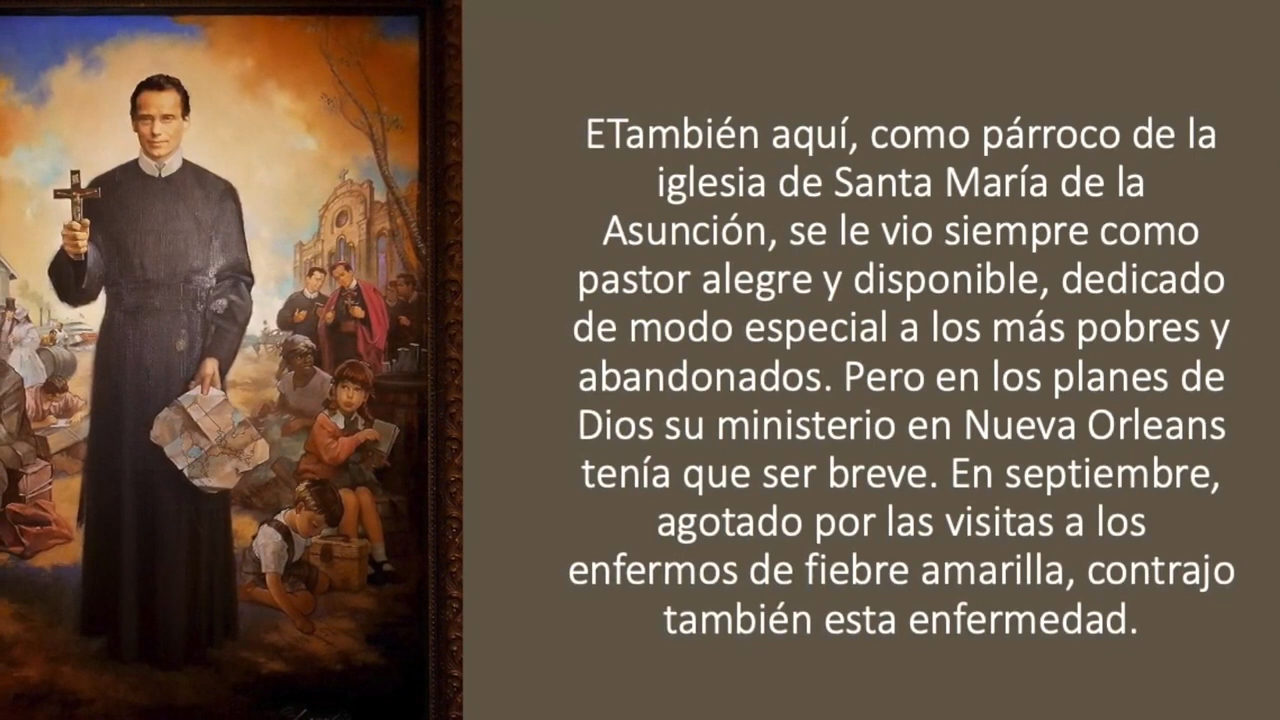 ETambién aquí, como párroco de la
iglesia de Santa María de la
Asunción, se le vio siempre como
pastor alegre y disponible, dedicado
de modo especial a los más pobres y
abandonados. Pero en los planes de
Dios su ministerio en Nueva Orleans
tenía que ser breve. En septiembre,
agotado por las visitas a los
enfermos de fiebre amarilla, contrajo
también esta enfermedad.